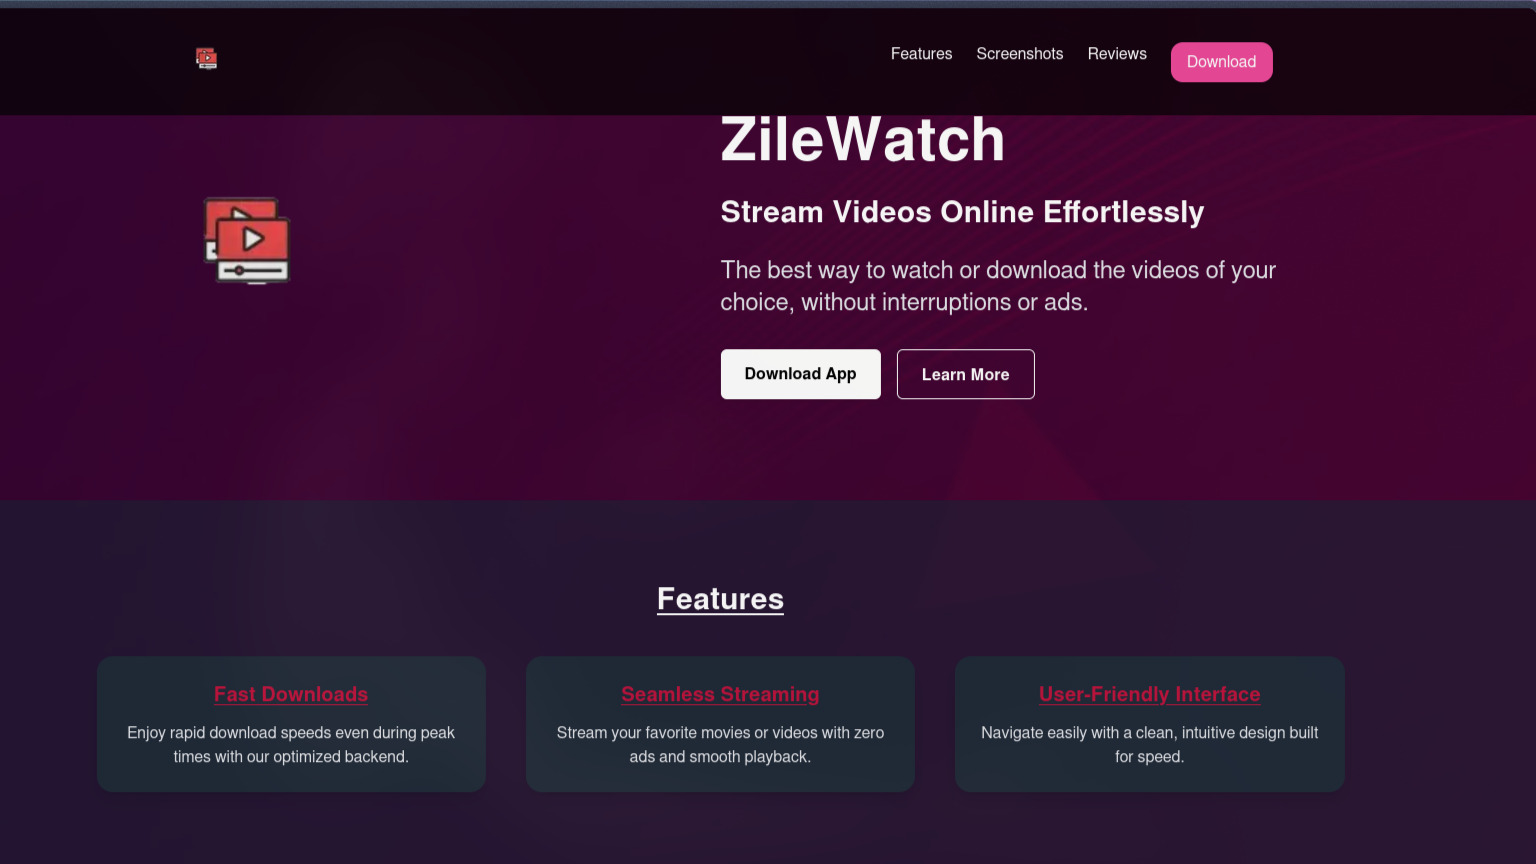 Features Screenshots Reviews Download
ZileWatch
Stream Videos Online Effortlessly
The best way to watch or download the videos of your
choice, without interruptions or ads.
Download App Learn More
Features
Fast Downloads
Enjoy rapid download speeds even during peak
times with our optimized backend.
Seamless Streaming
Stream your favorite movies or videos with zero
ads and smooth playback.
User-Friendly Interface
Navigate easily with a clean, intuitive design built
for speed.